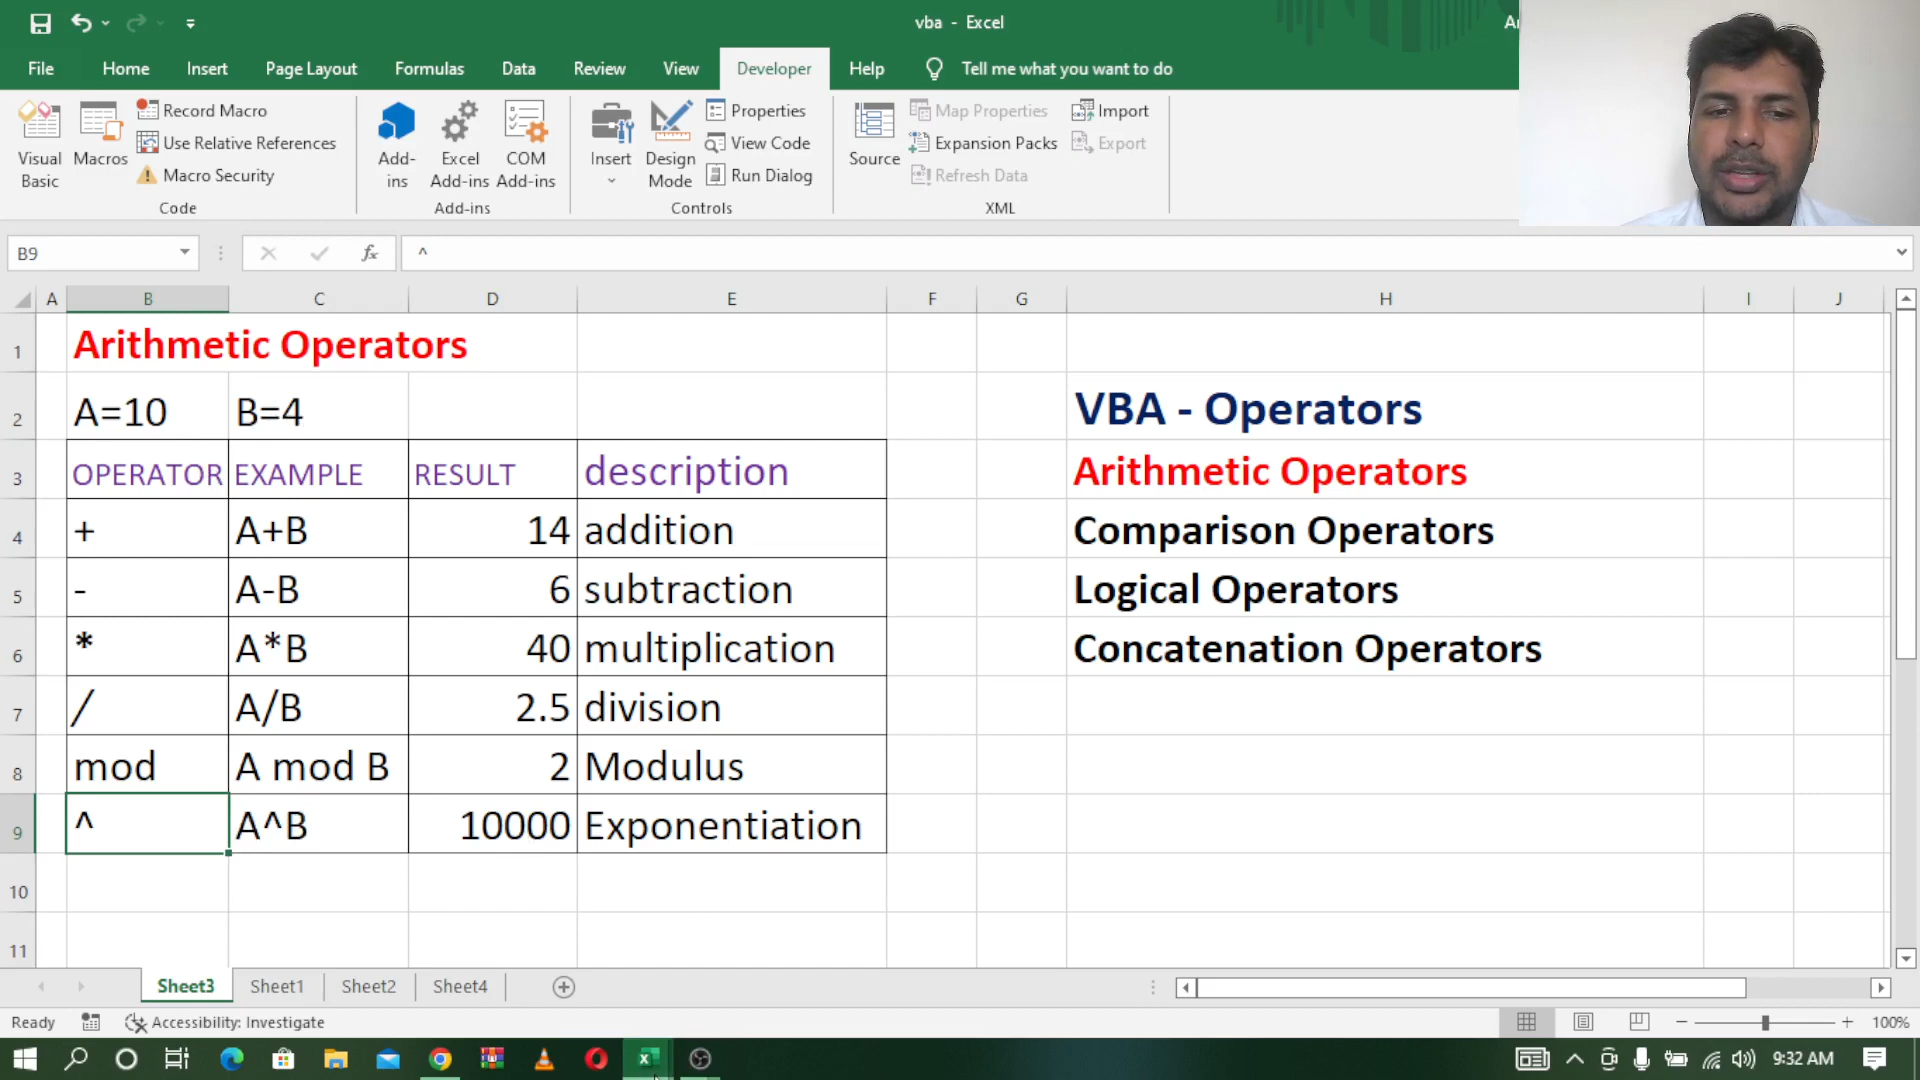 vba - Excel
File Home Insert Page Layout Formulas Data Review View Developer Help Tell me what you want to do
Visual Basic
Macros
Record Macro
Use Relative References
Macro Security
Code
Add-ins
Excel Add-ins
COM Add-ins
Add-ins
Insert
Design Mode
Properties
View Code
Run Dialog
Controls
Source
Map Properties
Expansion Packs
Refresh Data
Import
Export
XML
B9 fx ^
A B C D E F G H I J
1 Arithmetic Operators
2 A=10 B=4 VBA - Operators
3 OPERATOR EXAMPLE RESULT description Arithmetic Operators
4 + A+B 14 addition Comparison Operators
5 - A-B 6 subtraction Logical Operators
6 * A*B 40 multiplication Concatenation Operators
7 / A/B 2.5 division
8 mod A mod B 2 Modulus
9 ^ A^B 10000 Exponentiation
10
11
Sheet3 Sheet1 Sheet2 Sheet4
Ready Accessibility: Investigate 100%
9:32 AM